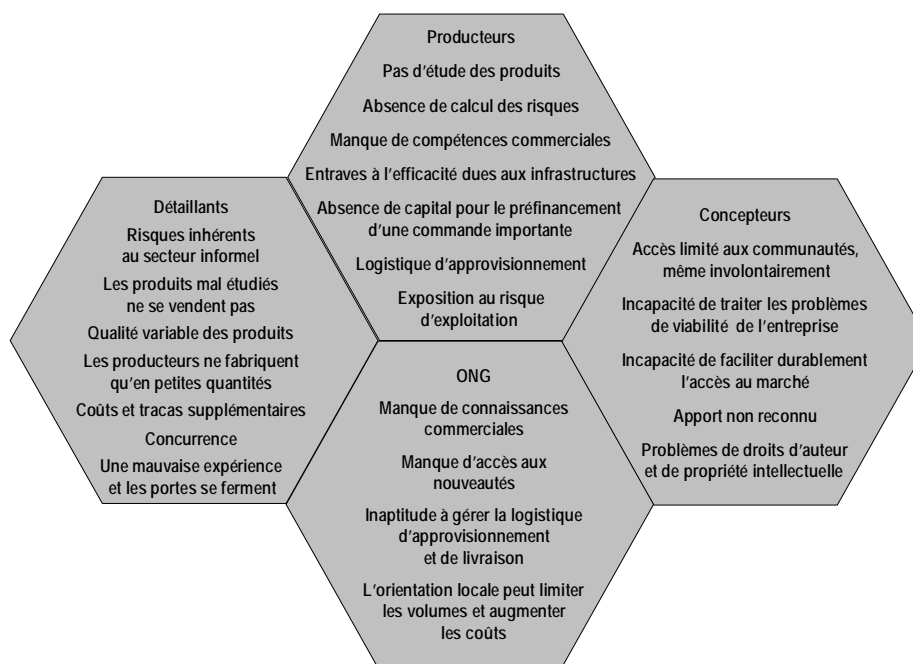 Producteurs
Pas d'étude des produits
Absence de calcul des risques
Manque de compétences commerciales
Entraves à l'efficacité dues aux infrastructures
Absence de capital pour le préfinancement
d'une commande importante
Logistique d'approvisionnement
Exposition au risque
d'exploitation
Détaillants
Risques inhérents
au secteur informel
Les produits mal étudiés
ne se vendent pas
Qualité variable des produits
Les producteurs ne fabriquent
qu'en petites quantités
Coûts et tracas supplémentaires
Concurrence
Une mauvaise expérience
et les portes se ferment
ONG
Manque de connaissances
commerciales
Manque d'accès aux
nouveautés
Inaptitude à gérer la logistique
d'approvisionnement
et de livraison
L'orientation locale peut limiter
les volumes et augmenter
les coûts
Concepteurs
Accès limité aux communautés,
même involontairement
Incapacité de traiter les problèmes
de viabilité de l'entreprise
Incapacité de faciliter durablement
l'accès au marché
Apport non reconnu
Problèmes de droits d'auteur
et de propriété intellectuelle